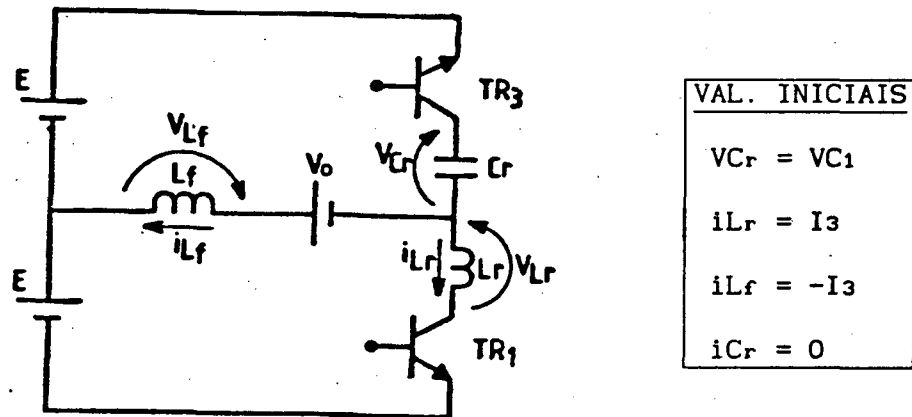 E
TR3
VLf
Lf
iLf
Vo
VCr
Cr
E
iLr
Lr
VLr
TR1
VAL. INICIAIS
VCr = VC1
iLr = I3
iLf = -I3
iCr = 0